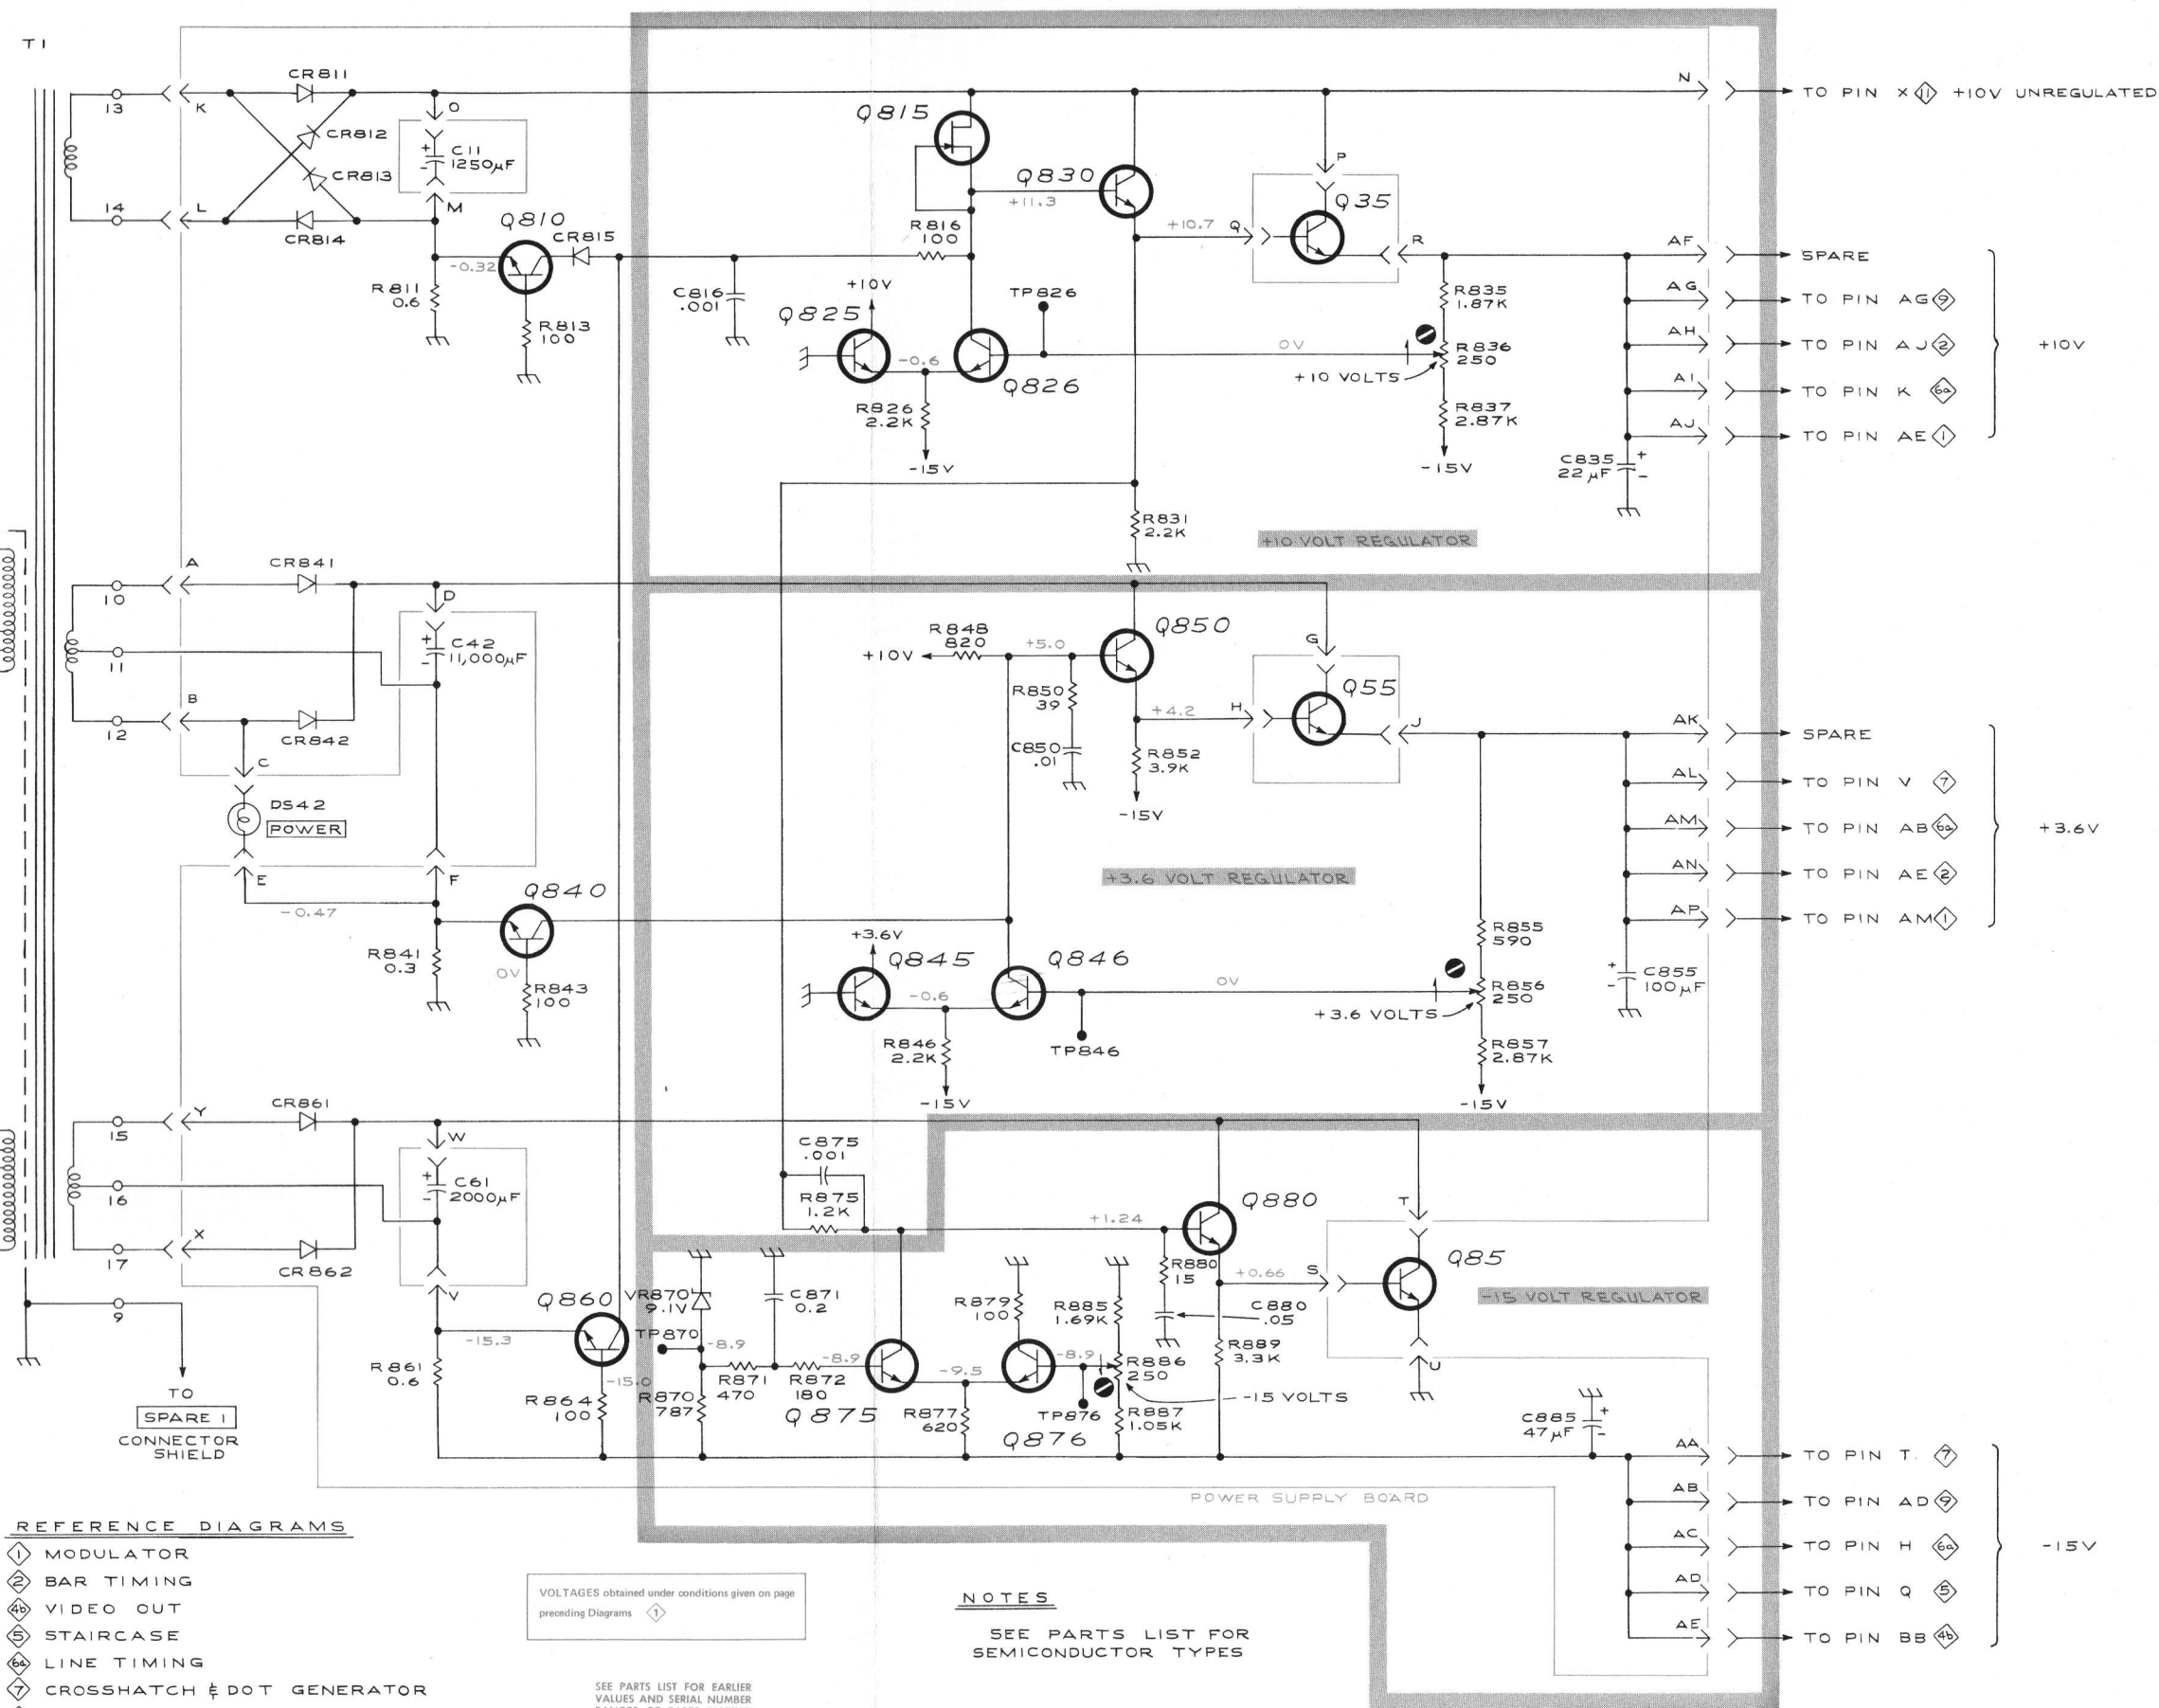 T1
13
K
CR811
CR812
CR813
CR814
14
L
O
C11
1250µF
+
-
M
Q810
-0.32
CR815
R811
0.6
R813
100
Q815
Q830
+11.3
R816
100
C816
.001
+10V
Q825
-0.6
Q826
TP826
R826
2.2K
-15V
0V
+10 VOLTS
P
Q35
+10.7
Q
R
R835
1.87K
R836
250
R837
2.87K
-15V
C835
22µF
+
-
R831
2.2K
+10 VOLT REGULATOR
N
TO PIN X 11 +10V UNREGULATED
AF
SPARE
AG
TO PIN AG 9
AH
TO PIN AJ 2
AI
TO PIN K 6a
AJ
TO PIN AE 1
+10V
10
A
CR841
11
12
B
CR842
D
C42
11,000µF
+
-
C
DS42
POWER
E
F
-0.47
Q840
R841
0.3
0V
R843
100
+10V
R848
820
+5.0
Q850
R850
39
C850
.01
+4.2
H
R852
3.9K
-15V
G
Q55
J
+3.6 VOLT REGULATOR
+3.6V
Q845
-0.6
Q846
R846
2.2K
-15V
TP846
0V
+3.6 VOLTS
R855
590
R856
250
R857
2.87K
-15V
C855
100µF
+
-
AK
SPARE
AL
TO PIN V 7
AM
TO PIN AB 6a
AN
TO PIN AE 2
AP
TO PIN AM 1
+3.6V
15
Y
CR861
16
17
X
CR862
W
C61
2000µF
+
-
V
9
TO
SPARE 1
CONNECTOR
SHIELD
Q860
-15.3
R861
0.6
R864
100
-15.0
VR870
9.1V
TP870
-8.9
R870
787
R871
470
C871
0.2
R872
180
-8.9
Q875
C875
.001
R875
1.2K
R877
620
-9.5
R879
100
Q876
-8.9
TP876
R885
1.69K
R886
250
R887
1.05K
-15 VOLTS
+1.24
Q880
R880
15
C880
.05
+0.66
S
R889
3.3K
T
Q85
U
-15 VOLT REGULATOR
C885
47µF
+
-
AA
TO PIN T. 7
AB
TO PIN AD 9
AC
TO PIN H 6a
AD
TO PIN Q 5
AE
TO PIN BB 4b
-15V
POWER SUPPLY BOARD
REFERENCE DIAGRAMS
1 MODULATOR
2 BAR TIMING
4b VIDEO OUT
5 STAIRCASE
6a LINE TIMING
7 CROSSHATCH & DOT GENERATOR
VOLTAGES obtained under conditions given on page
preceding Diagrams 1
NOTES
SEE PARTS LIST FOR
SEMICONDUCTOR TYPES
SEE PARTS LIST FOR EARLIER
VALUES AND SERIAL NUMBER